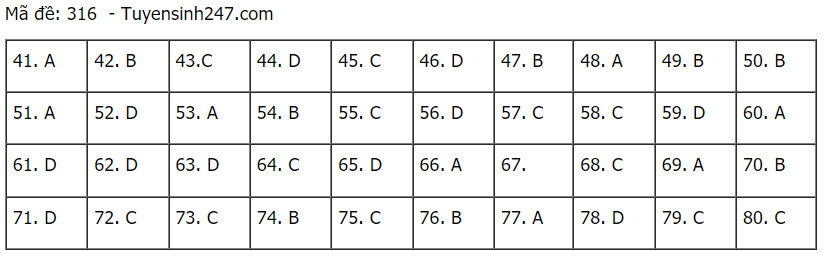 Mã đề: 316 - Tuyensinh247.com
41. A 42. B 43.C 44. D 45. C 46. D 47. B 48. A 49. B 50. B
51. A 52. D 53. A 54. B 55. C 56. D 57. C 58. C 59. D 60. A
61. D 62. D 63. D 64. C 65. D 66. A 67. 68. C 69. A 70. B
71. D 72. C 73. C 74. B 75. C 76. B 77. A 78. D 79. C 80. C